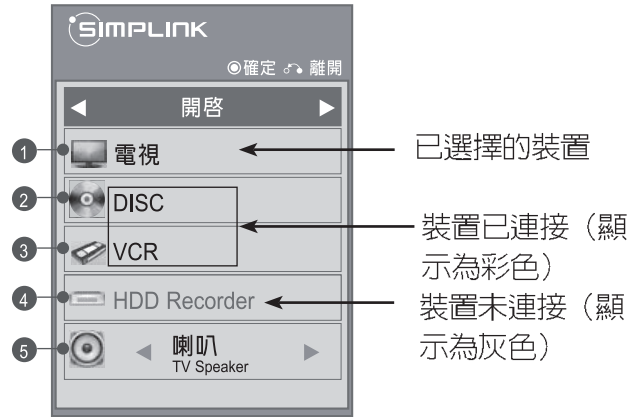 SIMPLINK
◉確定 離開
◀ 開啓 ▶
1 電視
已選擇的裝置
2 DISC
3 VCR
裝置已連接（顯
示為彩色）
4 HDD Recorder
裝置未連接（顯
示為灰色）
5 ◀ 喇叭 ▶
TV Speaker